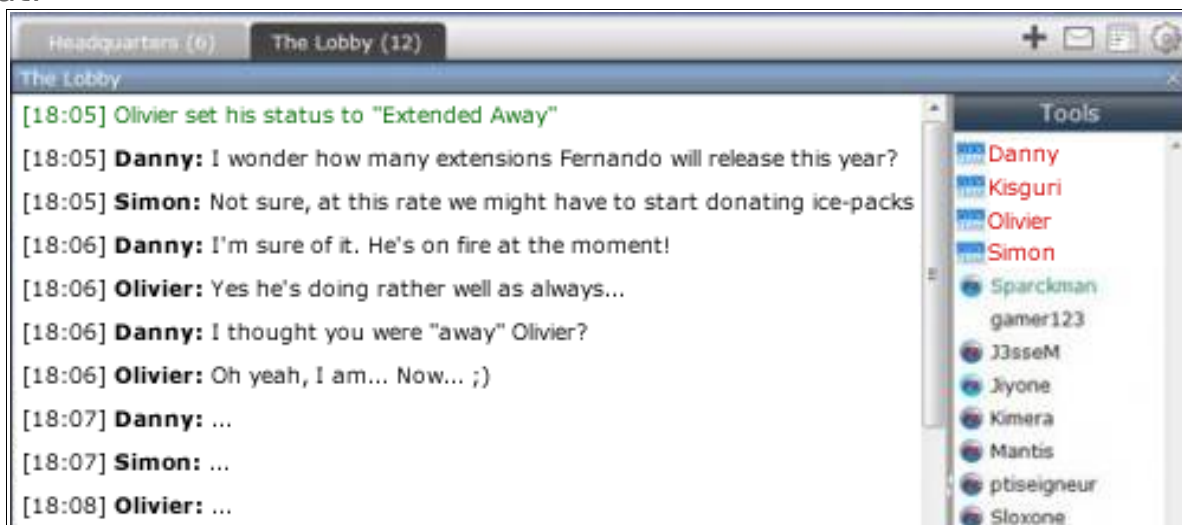 Headquarters (6)
The Lobby (12)
The Lobby
[18:05] Olivier set his status to "Extended Away"
[18:05] Danny: I wonder how many extensions Fernando will release this year?
[18:05] Simon: Not sure, at this rate we might have to start donating ice-packs
[18:06] Danny: I'm sure of it. He's on fire at the moment!
[18:06] Olivier: Yes he's doing rather well as always...
[18:06] Danny: I thought you were "away" Olivier?
[18:06] Olivier: Oh yeah, I am... Now... ;)
[18:07] Danny: ...
[18:07] Simon: ...
[18:08] Olivier: ...
Tools
Danny
Kisguri
Olivier
Simon
Sparckman
gamer123
J3sseM
Jiyone
Kimera
Mantis
ptiseigneur
Sloxone